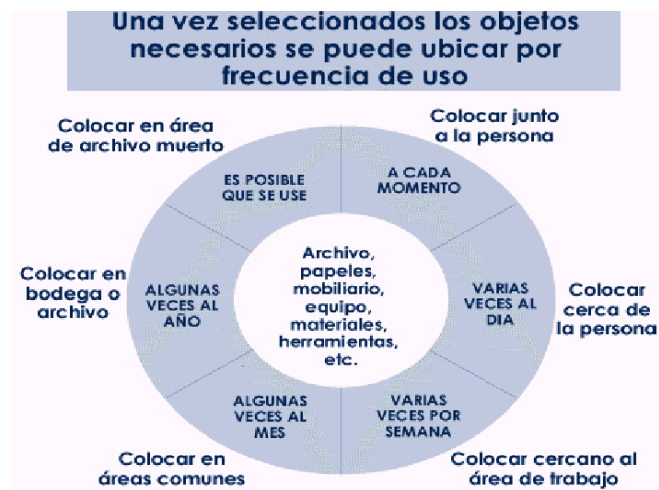 Una vez seleccionados los objetos
necesarios se puede ubicar por
frecuencia de uso
Colocar en área
de archivo muerto
Colocar junto
a la persona
ES POSIBLE
QUE SE USE
A CADA
MOMENTO
Colocar en
bodega o
archivo
ALGUNAS
VECES AL
AÑO
Archivo,
papeles,
mobiliario,
equipo,
materiales,
herramientas,
etc.
VARIAS
VECES AL
DIA
Colocar
cerca de
la persona
ALGUNAS
VECES AL
MES
VARIAS
VECES POR
SEMANA
Colocar en
áreas comunes
Colocar cercano al
área de trabajo